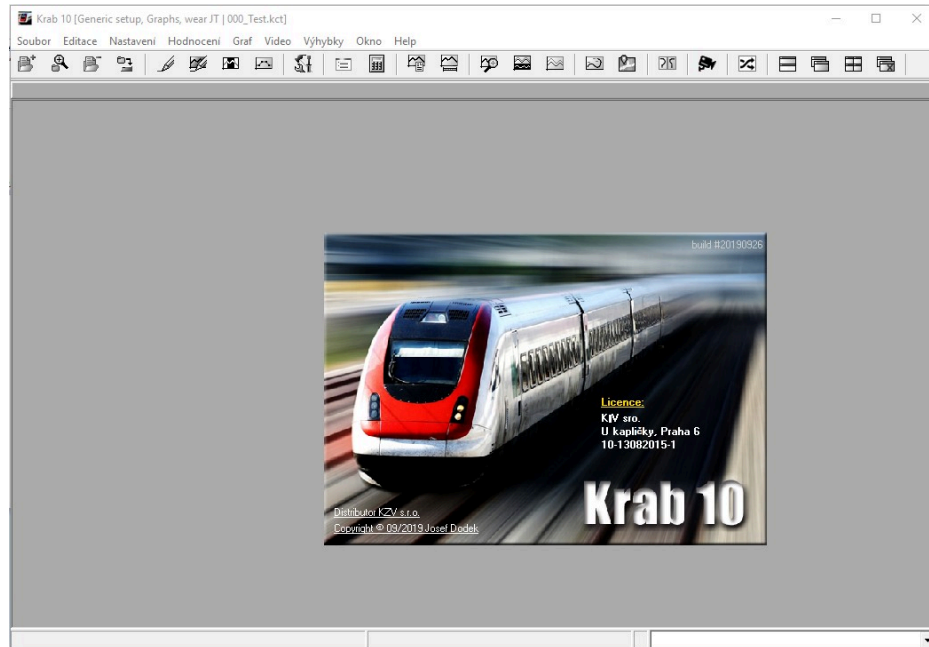 Krab 10 [Generic setup, Graphs, wear JT | 000_Test.kct]
Soubor Editace Nastavení Hodnocení Graf Video Výhybky Okno Help
build #20190926
Licence:
KŽV sro.
U kapličky, Praha 6
10-13082015-1
Krab 10
Distributor KZV s.r.o.
Copyright © 09/2019 Josef Dodek